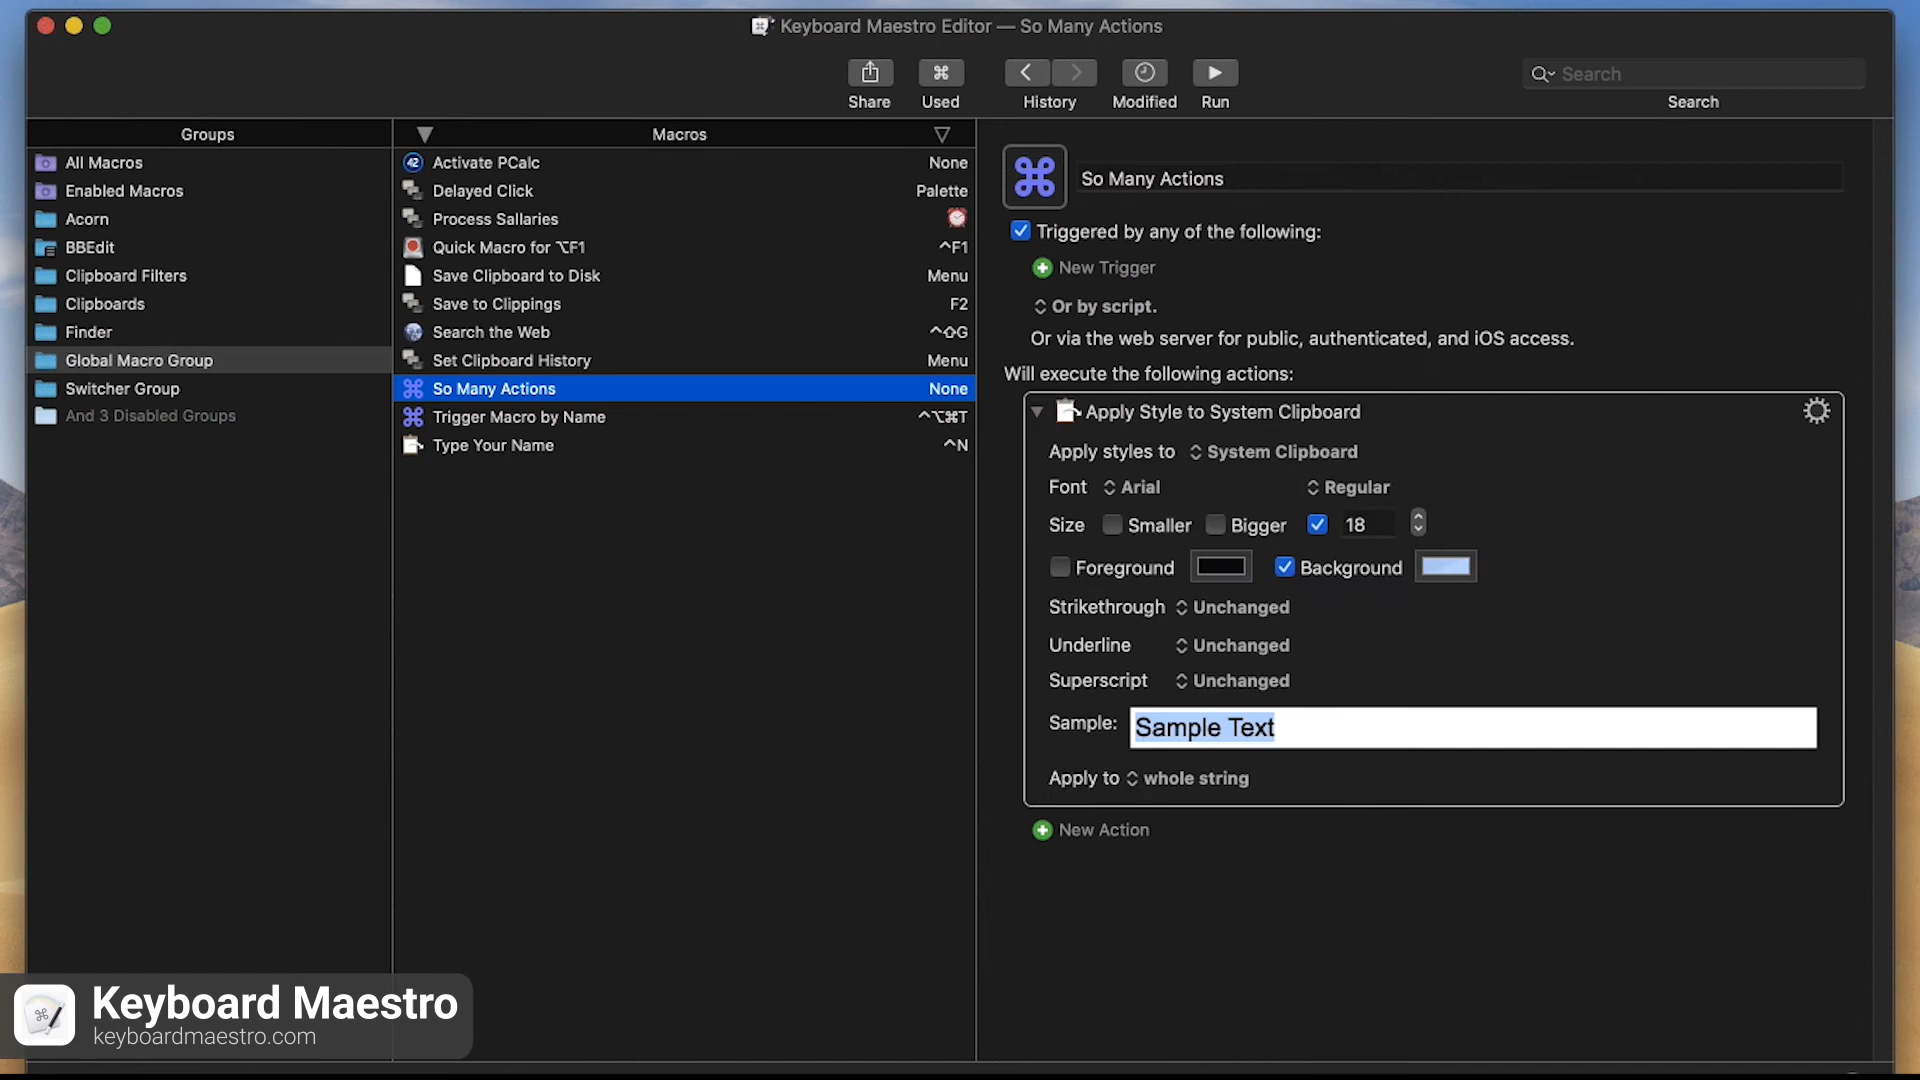 Keyboard Maestro Editor — So Many Actions
Share
Used
History
Modified
Run
Search
Search
Groups
All Macros
Enabled Macros
Acorn
BBEdit
Clipboard Filters
Clipboards
Finder
Global Macro Group
Switcher Group
And 3 Disabled Groups
Macros
Activate PCalc None
Delayed Click Palette
Process Sallaries
Quick Macro for ⌥F1 ^F1
Save Clipboard to Disk Menu
Save to Clippings F2
Search the Web ^⇧G
Set Clipboard History Menu
So Many Actions None
Trigger Macro by Name ^⌥⌘T
Type Your Name ^N
So Many Actions
Triggered by any of the following:
New Trigger
Or by script.
Or via the web server for public, authenticated, and iOS access.
Will execute the following actions:
Apply Style to System Clipboard
Apply styles to System Clipboard
Font Arial Regular
Size Smaller Bigger 18
Foreground Background
Strikethrough Unchanged
Underline Unchanged
Superscript Unchanged
Sample: Sample Text
Apply to whole string
New Action
Keyboard Maestro
keyboardmaestro.com